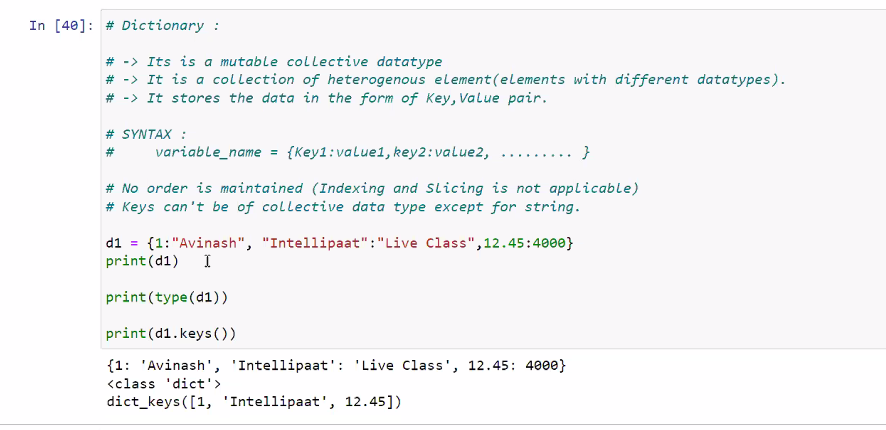 In [40]: # Dictionary :
# -> Its is a mutable collective datatype
# -> It is a collection of heterogenous element(elements with different datatypes).
# -> It stores the data in the form of Key,Value pair.
# SYNTAX :
#     variable_name = {Key1:value1,key2:value2, ......... }
# No order is maintained (Indexing and Slicing is not applicable)
# Keys can't be of collective data type except for string.
d1 = {1:"Avinash", "Intellipaat":"Live Class",12.45:4000}
print(d1)
print(type(d1))
print(d1.keys())
{1: 'Avinash', 'Intellipaat': 'Live Class', 12.45: 4000}
<class 'dict'>
dict_keys([1, 'Intellipaat', 12.45])